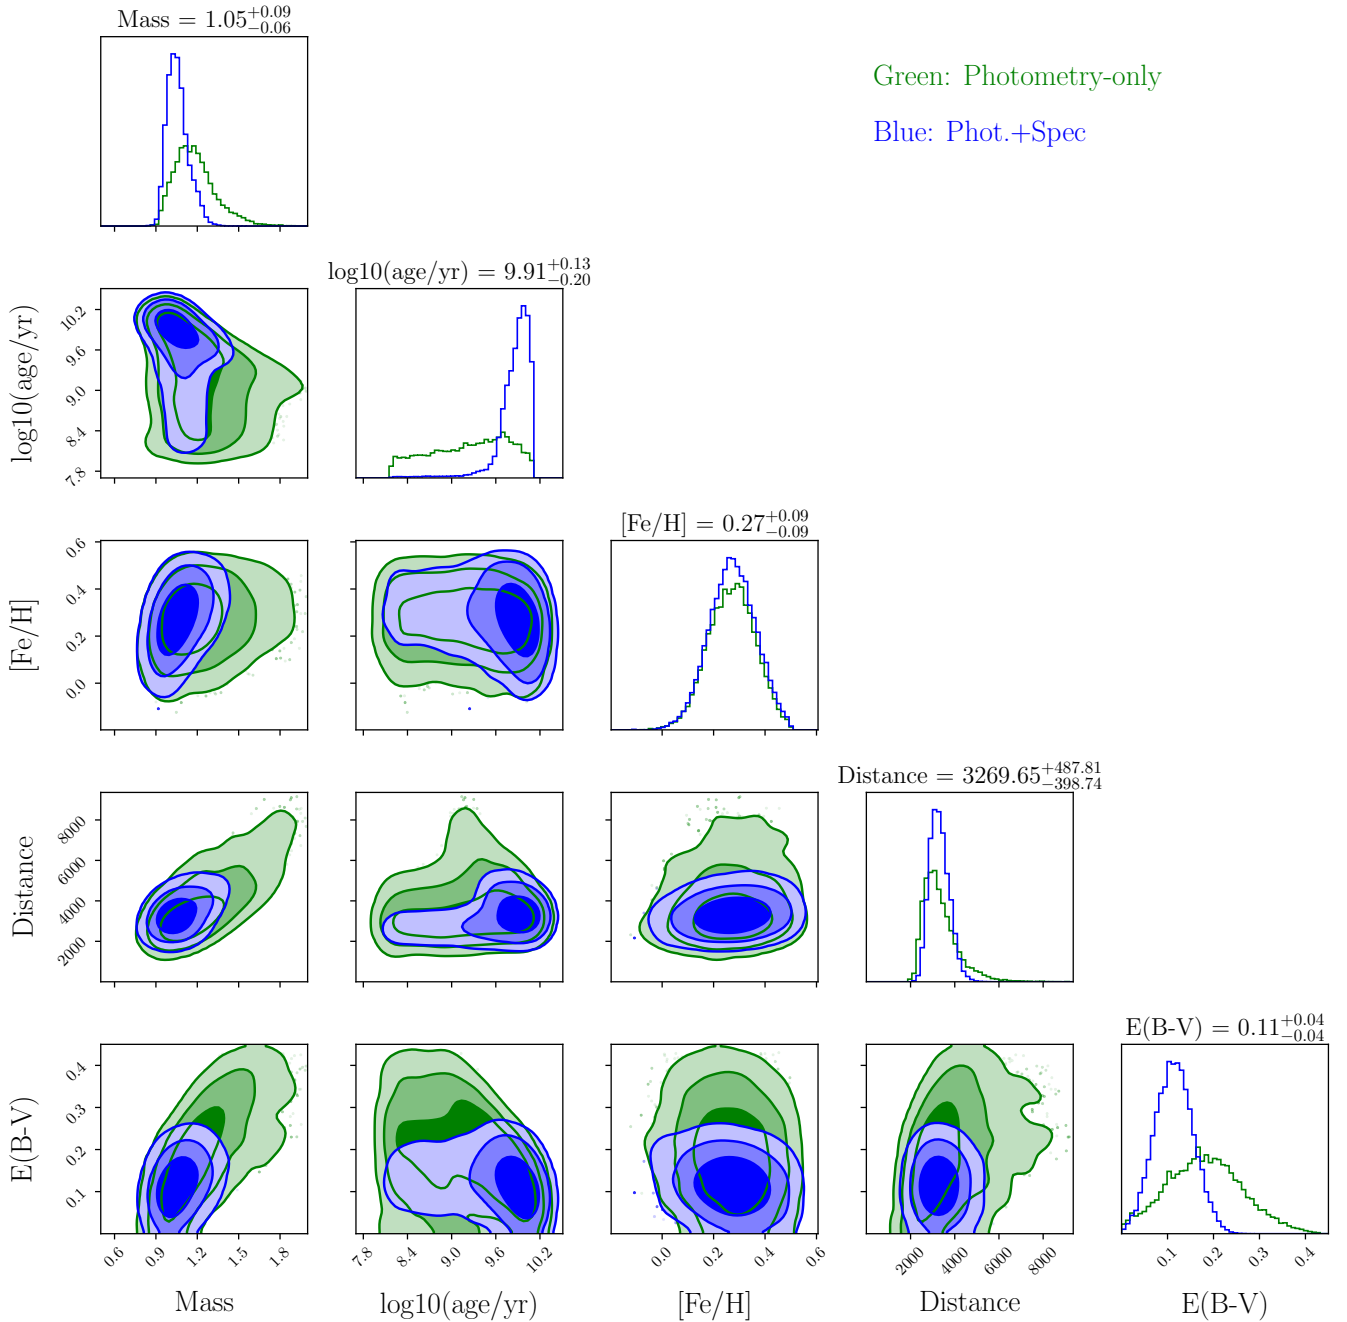 Mass = 1.05+0.09 −0.06
Green: Photometry-only
Blue: Phot.+Spec
log10(age/yr) = 9.91+0.13 −0.20
log10(age/yr)
10.2
9.6
9.0
8.4
7.8
[Fe/H] = 0.27+0.09 −0.09
[Fe/H]
0.6
0.4
0.2
0.0
Distance = 3269.65+487.81 −398.74
Distance
8000
6000
4000
2000
E(B-V) = 0.11+0.04 −0.04
E(B-V)
0.4
0.3
0.2
0.1
0.6 0.9 1.2 1.5 1.8 7.8 8.4 9.0 9.6 10.2 0.0 0.2 0.4 0.6 2000 4000 6000 8000 0.1 0.2 0.3 0.4
Mass log10(age/yr) [Fe/H] Distance E(B-V)